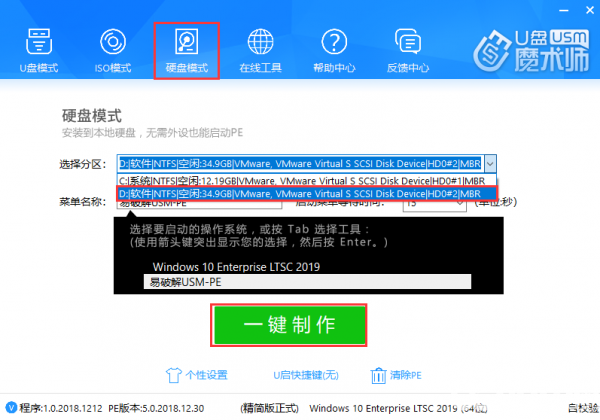 U盘USM
魔术师
U盘模式 ISO模式 硬盘模式 在线工具 帮助中心 反馈中心
硬盘模式
安装到本地硬盘，无需外设也能启动PE
选择分区： D:|软件|NTFS|空闲:34.9GB|VMware, VMware Virtual S SCSI Disk Device|HD0#2|MBR
C:|系统|NTFS|空闲:12.19GB|VMware, VMware Virtual S SCSI Disk Device|HD0#1|MBR
D:|软件|NTFS|空闲:34.9GB|VMware, VMware Virtual S SCSI Disk Device|HD0#2|MBR
菜单名称： 易破解USM-PE 启动菜单等待时间： 15 (单位:秒)
选择要启动的操作系统，或按 Tab 选择工具：
(使用箭头键突出显示您的选择，然后按 Enter。)
Windows 10 Enterprise LTSC 2019
易破解USM-PE
一键制作
个性设置 U启快捷键(无) 清除PE
程序:1.0.2018.1212 PE版本:5.0.2018.12.30 (精简版正式) Windows 10 Enterprise LTSC 2019 (64位)